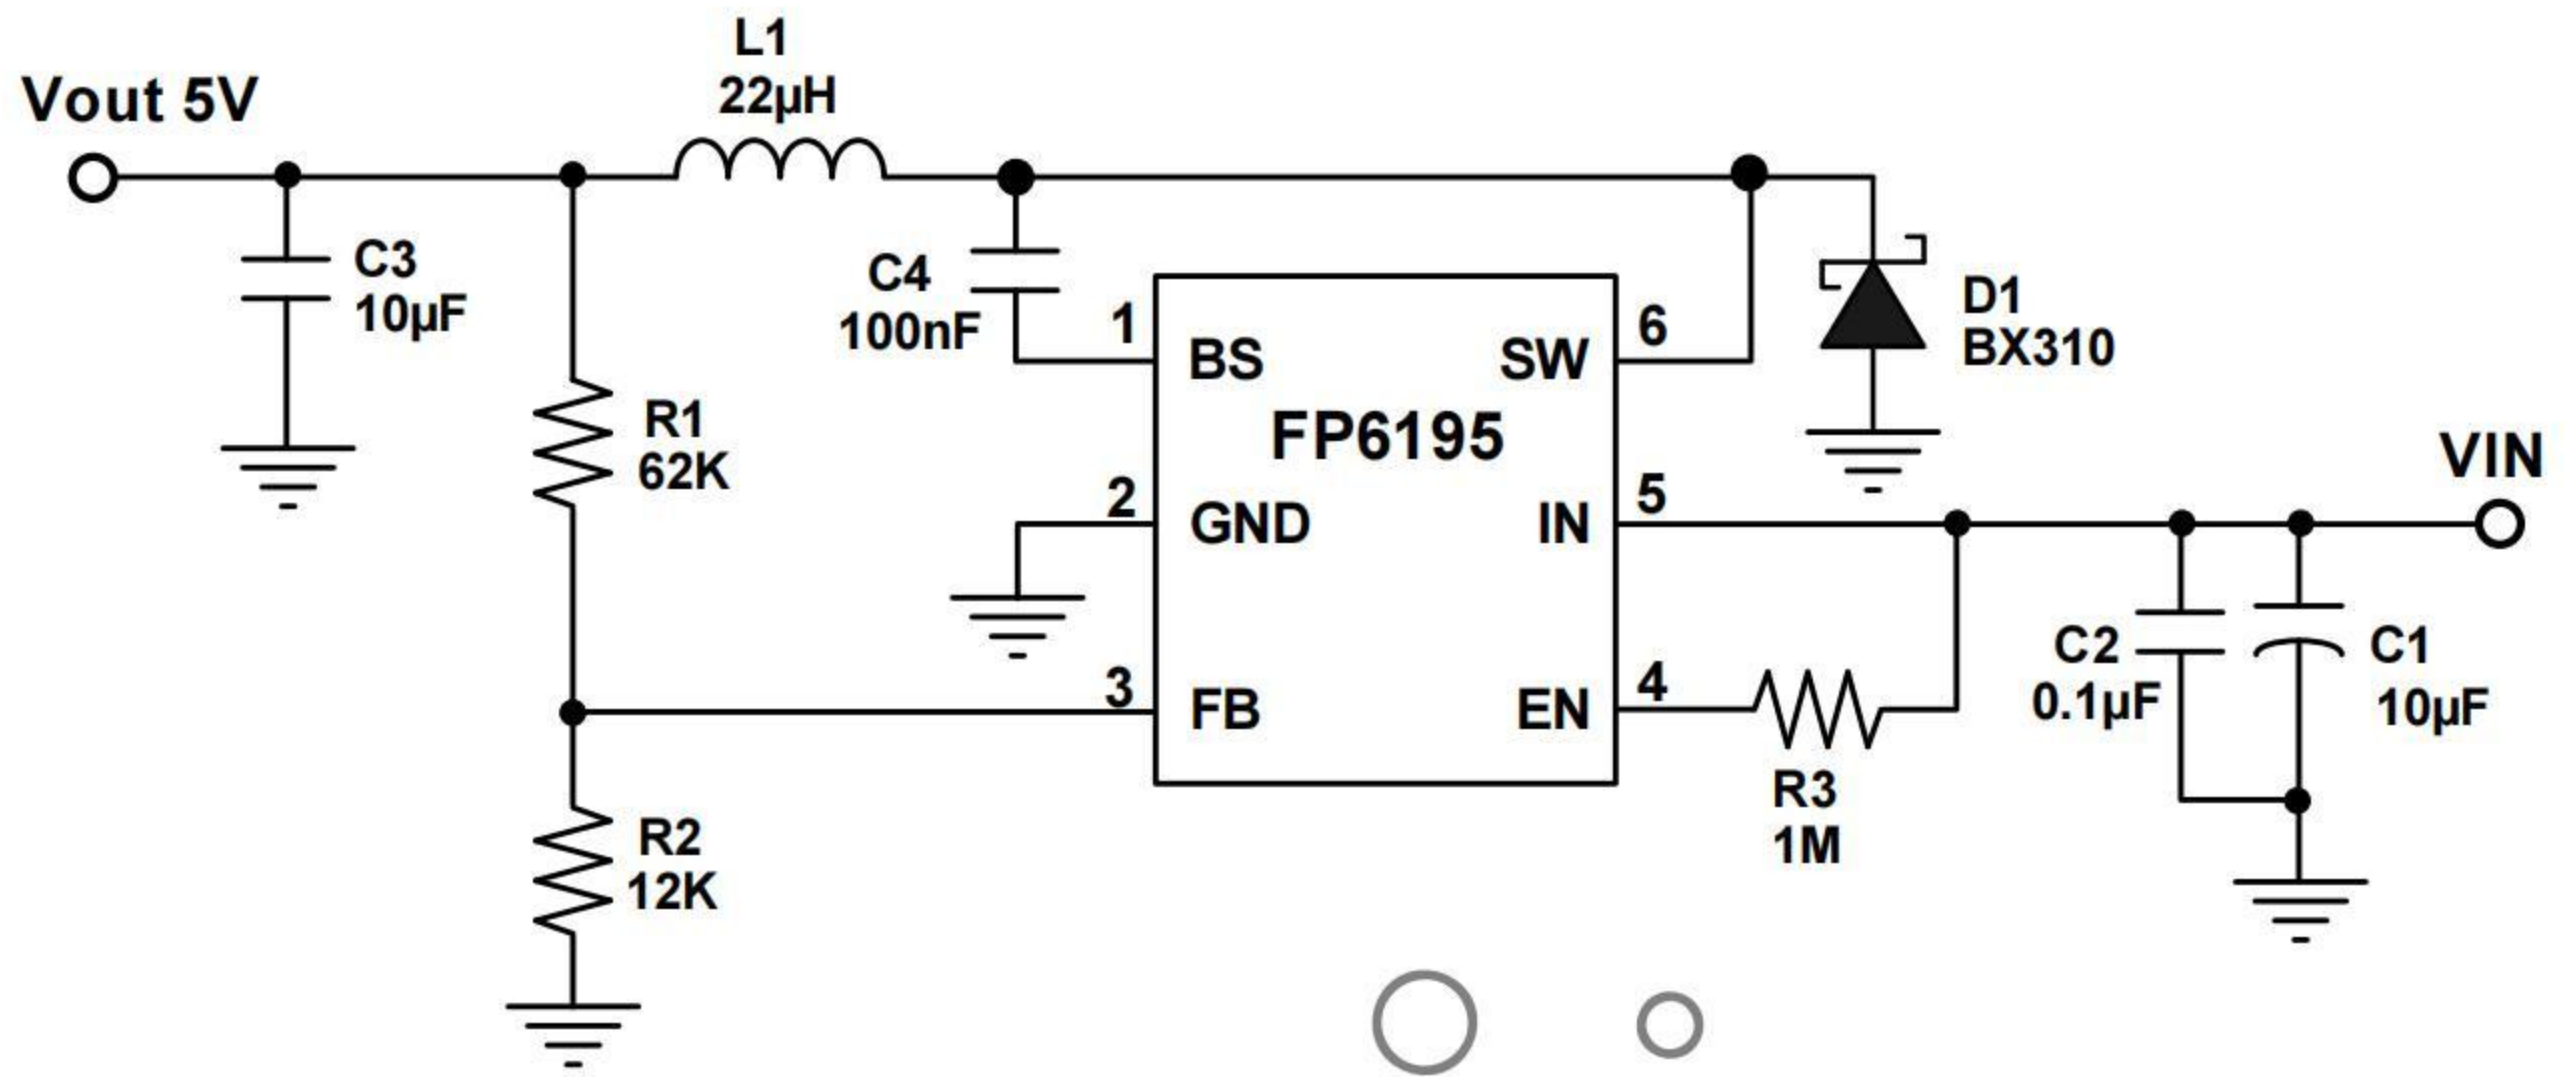 L1
22µH
Vout 5V
C3
10µF
C4
100nF
R1
62K
1
BS
SW
6
FP6195
D1
BX310
2
GND
IN
5
VIN
3
FB
EN
4
C2
0.1µF
C1
10µF
R3
1M
R2
12K